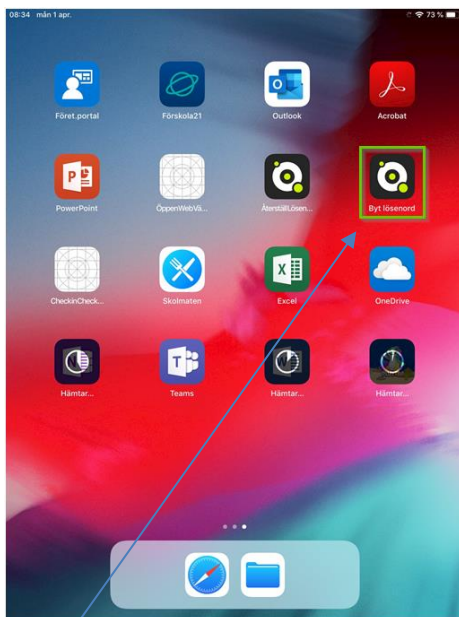 08:34 mån 1 apr.
73 %
Föret.portal
Förskola21
Outlook
Acrobat
PowerPoint
ÖppenWebVä...
ÅterställLösen...
Byt lösenord
CheckinCheck...
Skolmaten
Excel
OneDrive
Hämtar...
Teams
Hämtar...
Hämtar...